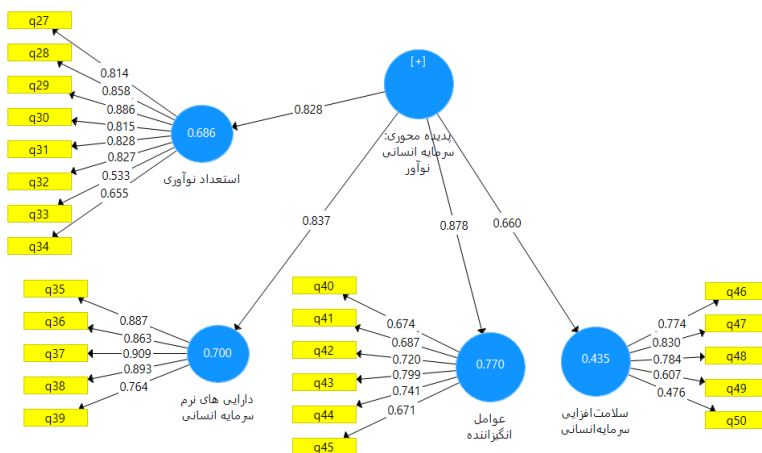 q27
q28
q29
q30
q31
q32
q33
q34
0.814
0.858
0.886
0.815
0.828
0.827
0.533
0.655
0.686
استعداد نوآوری
0.828
[+]
پدیده محوری:
سرمایه انسانی
نوآور
0.837
0.878
0.660
q35
q36
q37
q38
q39
0.887
0.863
0.909
0.893
0.764
0.700
دارایی های نرم
سرمایه انسانی
q40
q41
q42
q43
q44
q45
0.674
0.687
0.720
0.799
0.741
0.671
0.770
عوامل
انگیزاننده
0.435
سلامت‌افزایی
سرمایه‌انسانی
0.774
0.830
0.784
0.607
0.476
q46
q47
q48
q49
q50